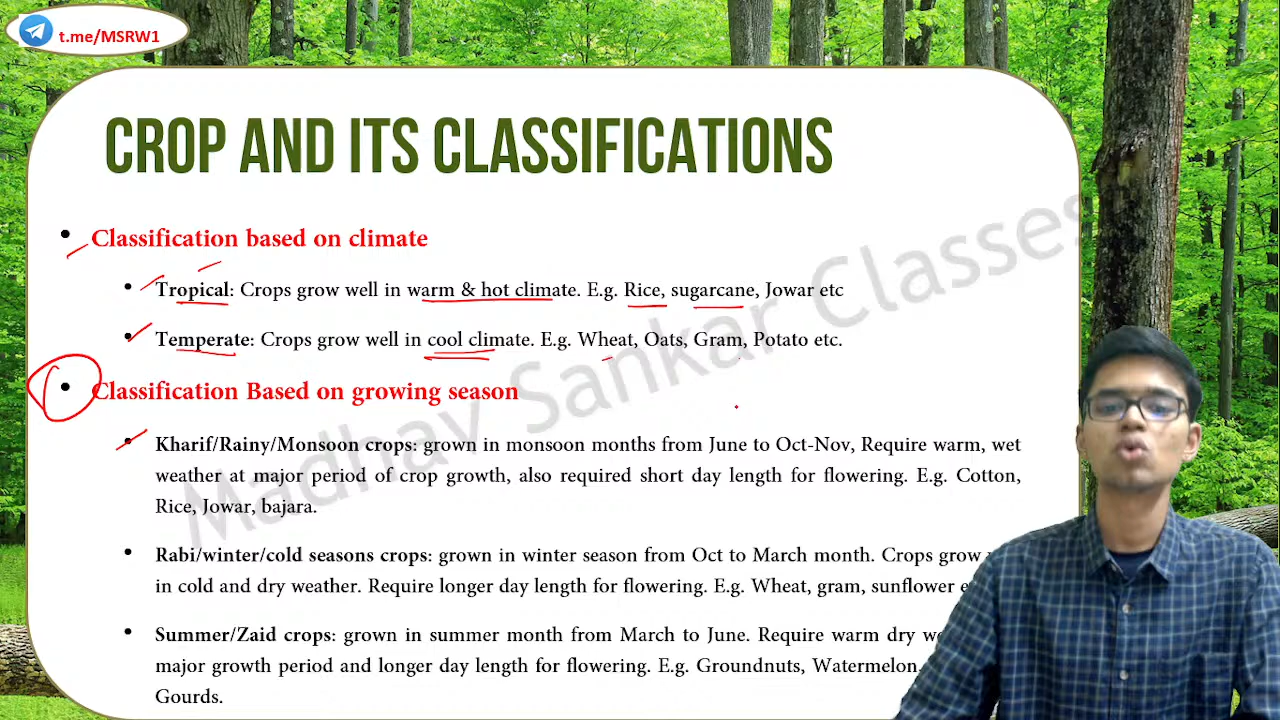 t.me/MSRW1
CROP AND ITS CLASSIFICATIONS
• Classification based on climate
• Tropical: Crops grow well in warm & hot climate. E.g. Rice, sugarcane, Jowar etc
• Temperate: Crops grow well in cool climate. E.g. Wheat, Oats, Gram, Potato etc.
• Classification Based on growing season
• Kharif/Rainy/Monsoon crops: grown in monsoon months from June to Oct-Nov, Require warm, wet
weather at major period of crop growth, also required short day length for flowering. E.g. Cotton,
Rice, Jowar, bajara.
• Rabi/winter/cold seasons crops: grown in winter season from Oct to March month. Crops grow
in cold and dry weather. Require longer day length for flowering. E.g. Wheat, gram, sunflower
• Summer/Zaid crops: grown in summer month from March to June. Require warm dry
major growth period and longer day length for flowering. E.g. Groundnuts, Watermelon,
Gourds.
Madhav Sankar Classes